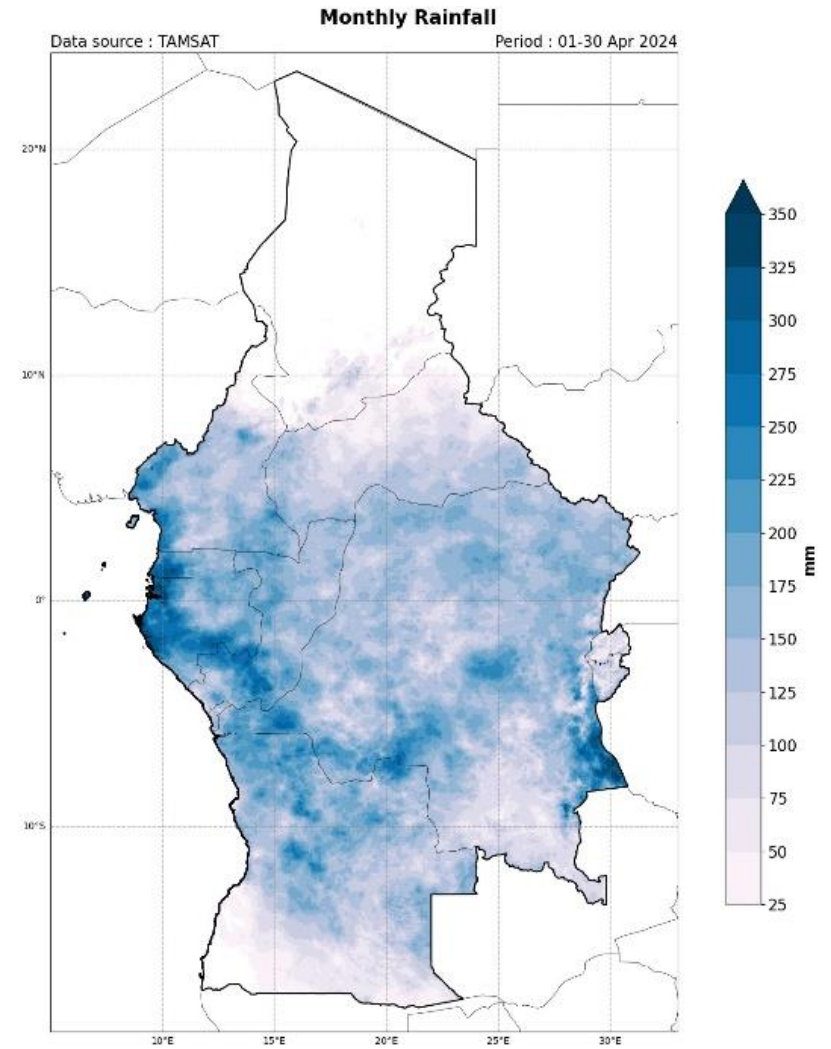 Monthly Rainfall
Data source : TAMSAT Period : 01-30 Apr 2024
20°N
10°N
0°
10°S
10°E 15°E 20°E 25°E 30°E
350
325
300
275
250
225
200
175
150
125
100
75
50
25
mm